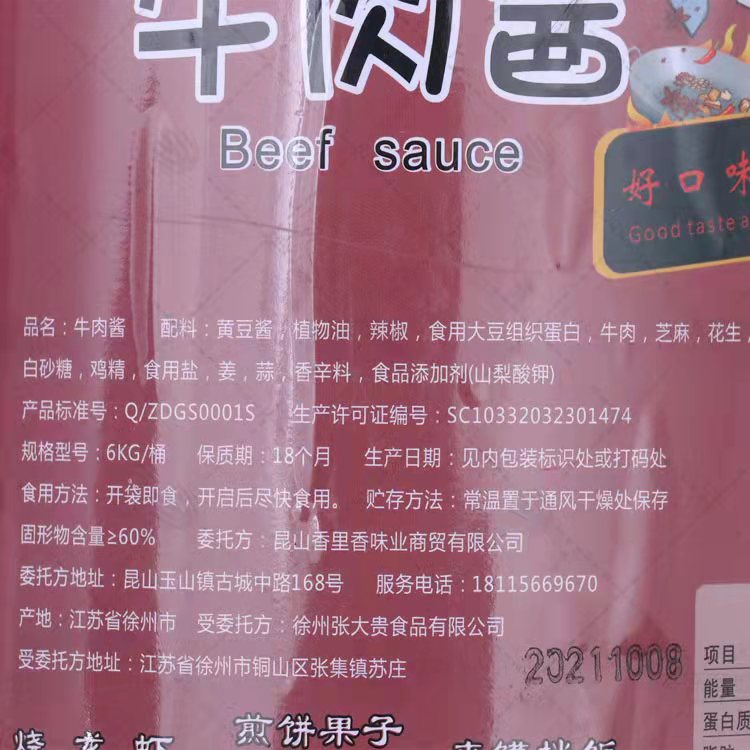 牛肉酱
Beef sauce
好口味
Good taste a
品名：牛肉酱 配料：黄豆酱，植物油，辣椒，食用大豆组织蛋白，牛肉，芝麻，花生，
白砂糖，鸡精，食用盐，姜，蒜，香辛料，食品添加剂(山梨酸钾)
产品标准号：Q/ZDGS0001S 生产许可证编号：SC10332032301474
规格型号：6KG/桶 保质期：18个月 生产日期：见内包装标识处或打码处
食用方法：开袋即食，开启后尽快食用。 贮存方法：常温置于通风干燥处保存
固形物含量≥60% 委托方：昆山香里香味业商贸有限公司
委托方地址：昆山玉山镇古城中路168号 服务电话：18115669670
产地：江苏省徐州市 受委托方：徐州张大贵食品有限公司
受委托方地址：江苏省徐州市铜山区张集镇苏庄
20211008
项目
能量
蛋白质
煎饼果子